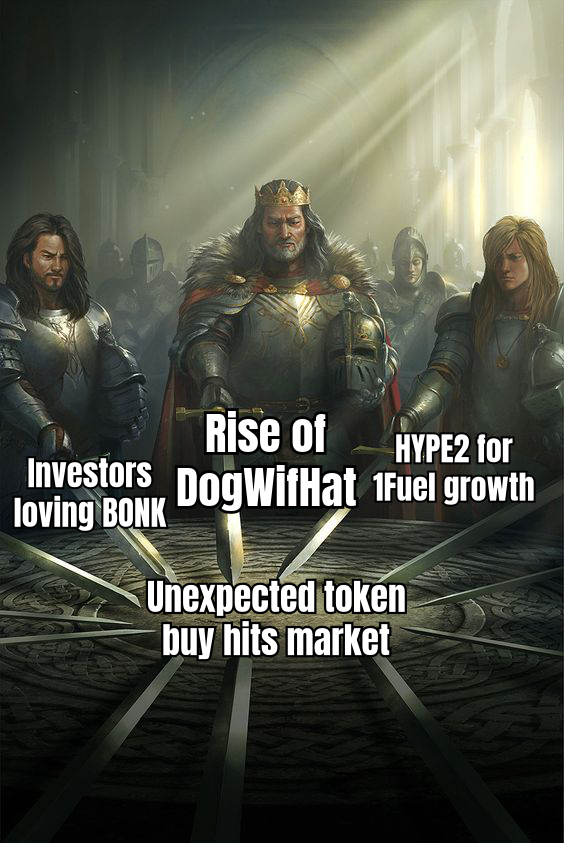 Rise of
DogWifHat
Investors
loving BONK
HYPE2 for
1Fuel growth
Unexpected token
buy hits market